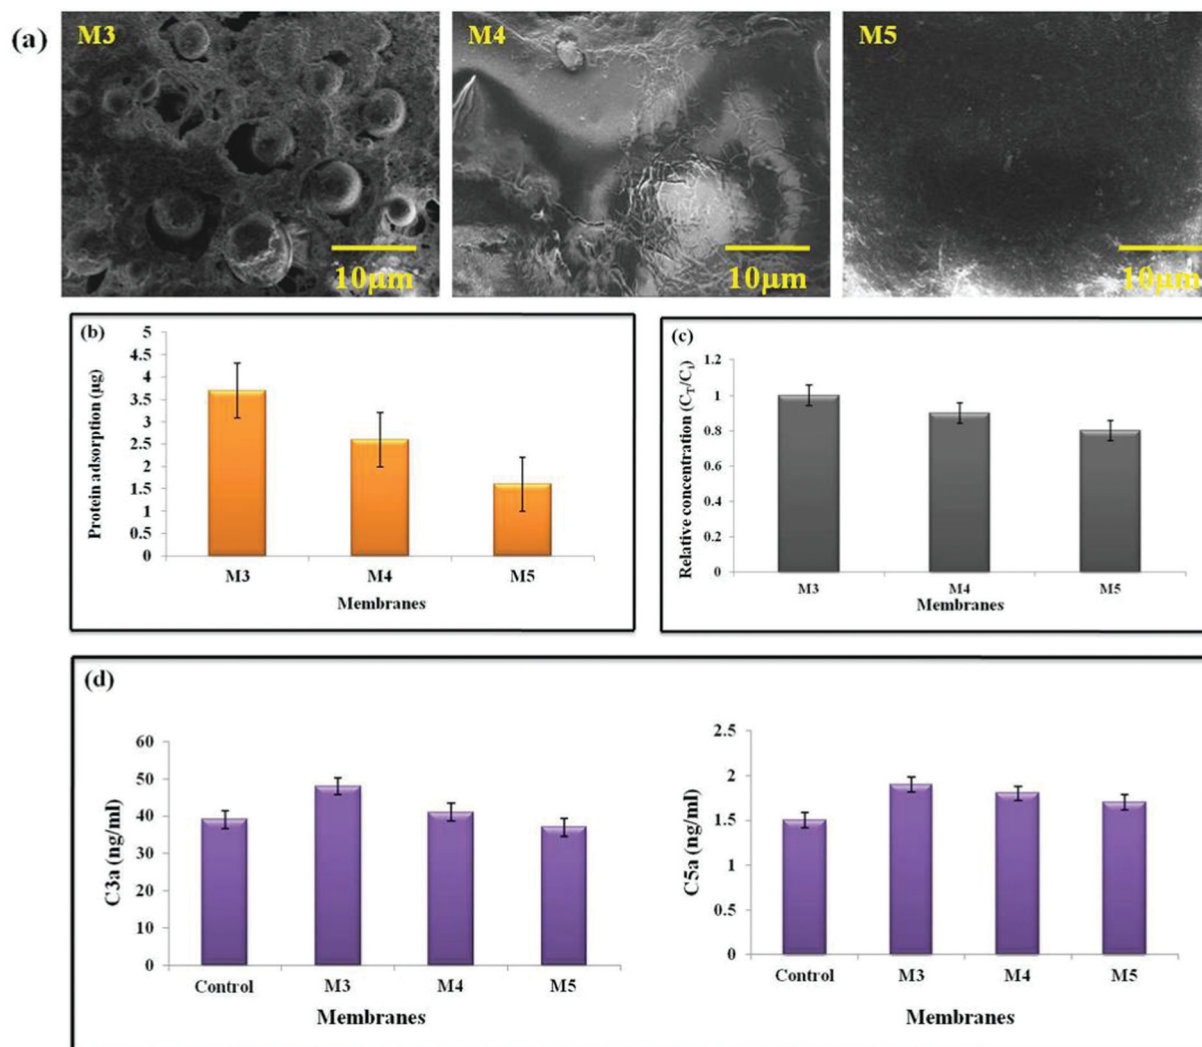 (a)
M3
M4
M5
10μm
10μm
10μm
(b)
Protein adsorption (μg)
5
4.5
4
3.5
3
2.5
2
1.5
1
0.5
0
M3
M4
M5
Membranes
(c)
Relative concentration (CT/Ci)
1.2
1
0.8
0.6
0.4
0.2
0
M3
M4
M5
Membranes
(d)
C3a (ng/ml)
60
50
40
30
20
10
0
Control
M3
M4
M5
Membranes
C5a (ng/ml)
2.5
2
1.5
1
0.5
0
Control
M3
M4
M5
Membranes